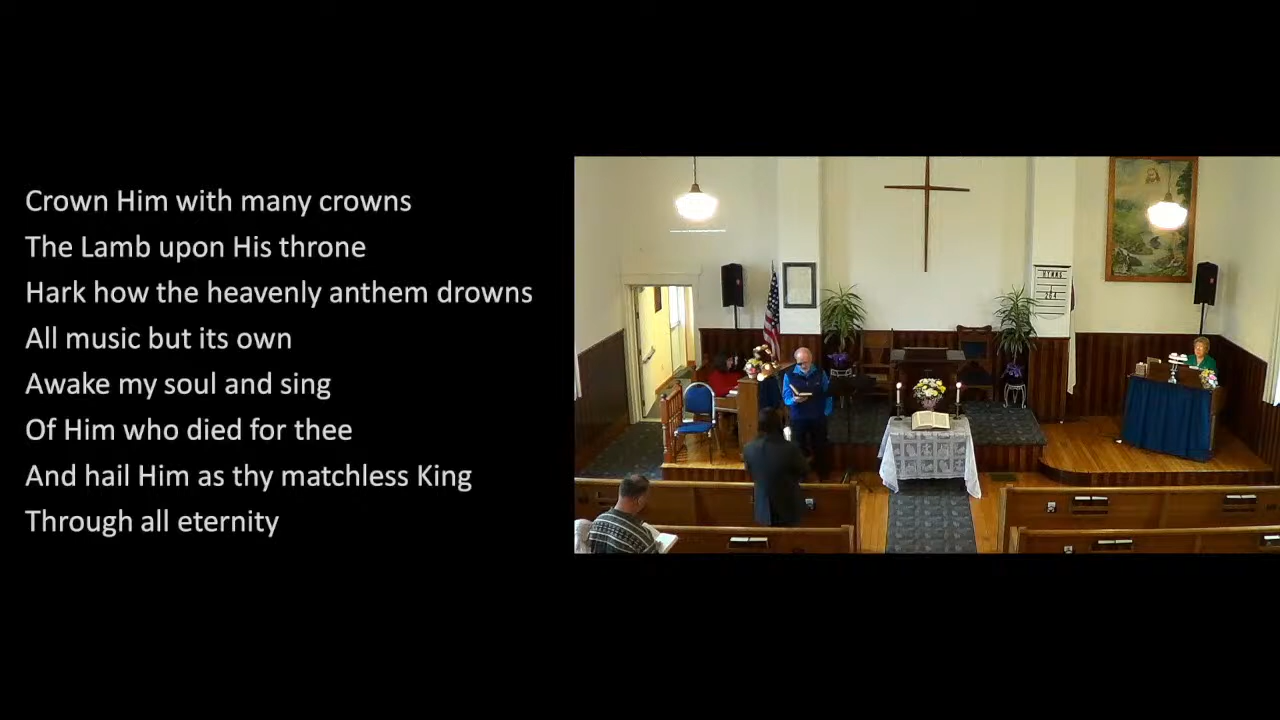 Crown Him with many crowns
The Lamb upon His throne
Hark how the heavenly anthem drowns
All music but its own
Awake my soul and sing
Of Him who died for thee
And hail Him as thy matchless King
Through all eternity
HYMNS